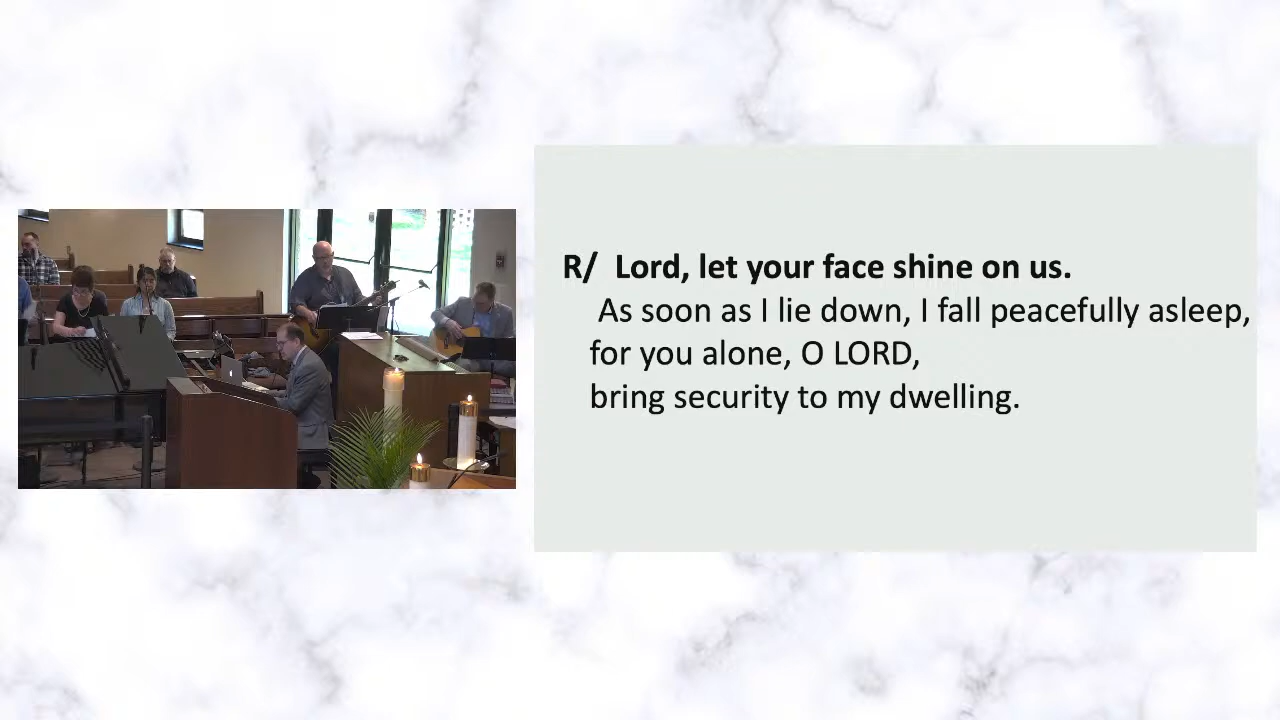 R/ Lord, let your face shine on us.
As soon as I lie down, I fall peacefully asleep,
for you alone, O LORD,
bring security to my dwelling.